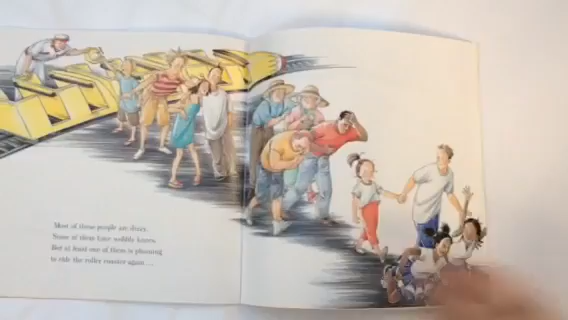 Most of these people are dizzy.
Some of them have wobbly knees.
But at least one of them is planning
to ride the roller coaster again . . .